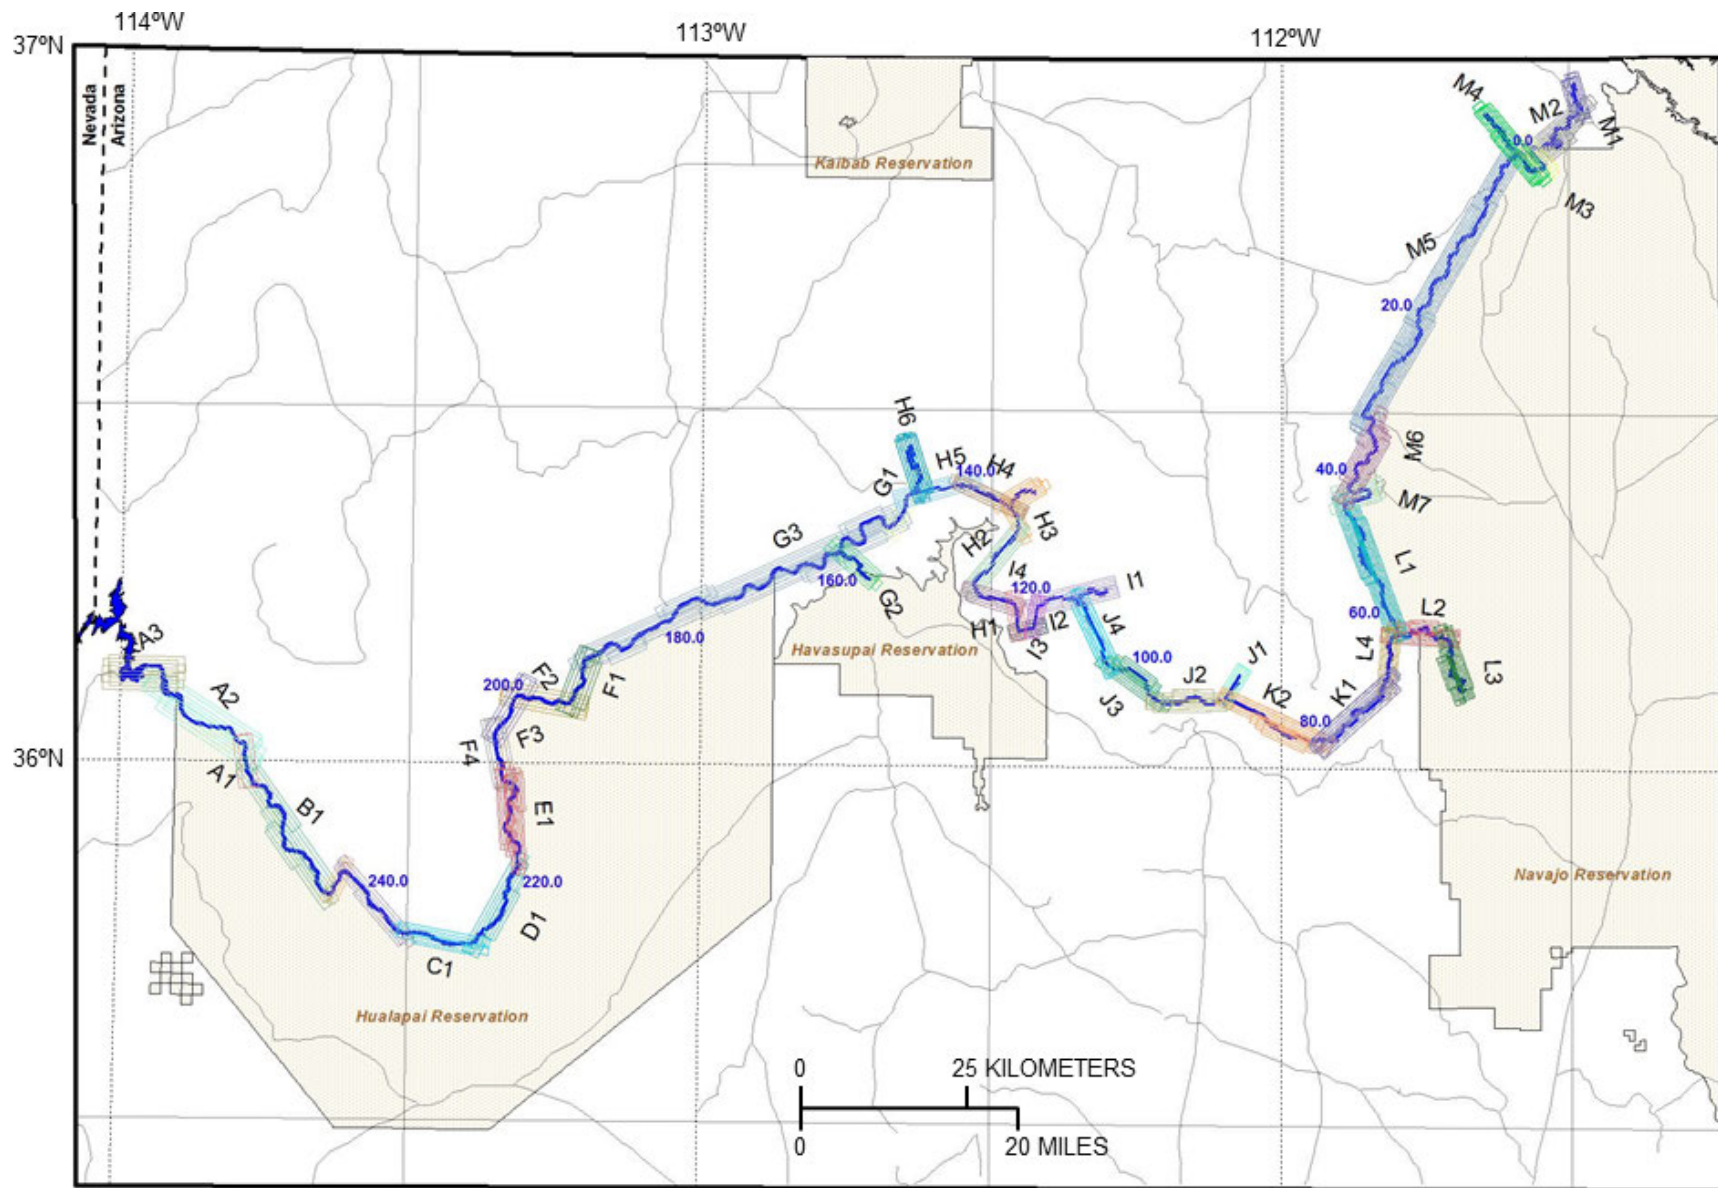 114ºW
113ºW
112ºW
37ºN
Nevada
Arizona
Kaibab Reservation
M4
M2
M1
0.0
M3
M5
20.0
H6
H5
140.0
H4
M6
40.0
M7
G1
H3
G3
H2
L1
160.0
G2
I4
120.0
I1
60.0
L2
A3
180.0
H1
I2
I3
J4
L4
Havasupai Reservation
100.0
J1
L3
F2
F1
200.0
J2
K1
A2
J3
K2
F3
80.0
F4
36ºN
A1
B1
E1
240.0
220.0
Navajo Reservation
D1
C1
Hualapai Reservation
0
25 KILOMETERS
0
20 MILES